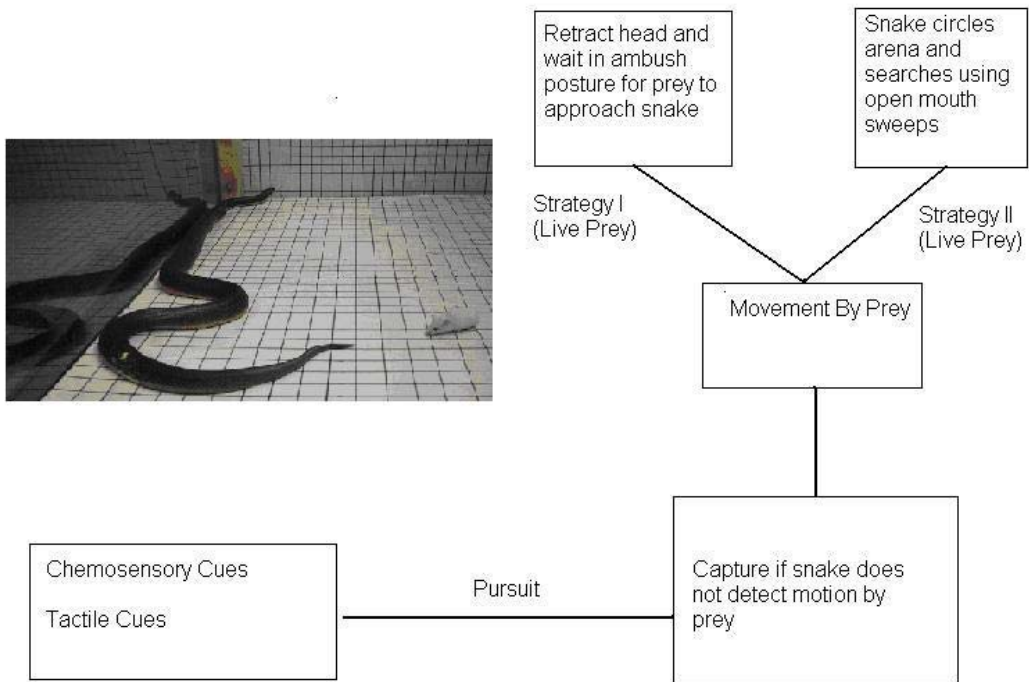 Retract head and
wait in ambush
posture for prey to
approach snake
Snake circles
arena and
searches using
open mouth
sweeps
Strategy I
(Live Prey)
Strategy II
(Live Prey)
Movement By Prey
Chemosensory Cues
Tactile Cues
Pursuit
Capture if snake does
not detect motion by
prey